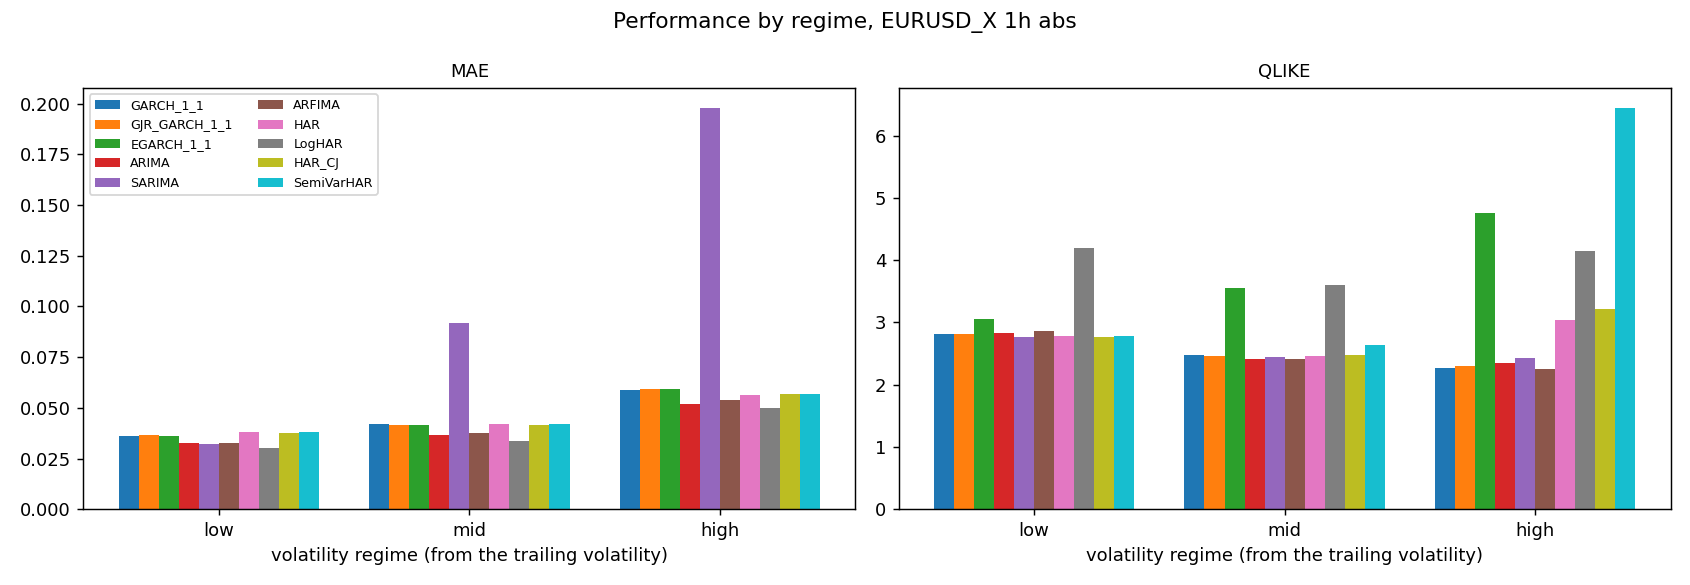 Performance by regime, EURUSD_X 1h abs
MAE
0.200
0.175
0.150
0.125
0.100
0.075
0.050
0.025
0.000
GARCH_1_1
GJR_GARCH_1_1
EGARCH_1_1
ARIMA
SARIMA
ARFIMA
HAR
LogHAR
HAR_CJ
SemiVarHAR
low
mid
high
volatility regime (from the trailing volatility)
QLIKE
6
5
4
3
2
1
0
low
mid
high
volatility regime (from the trailing volatility)